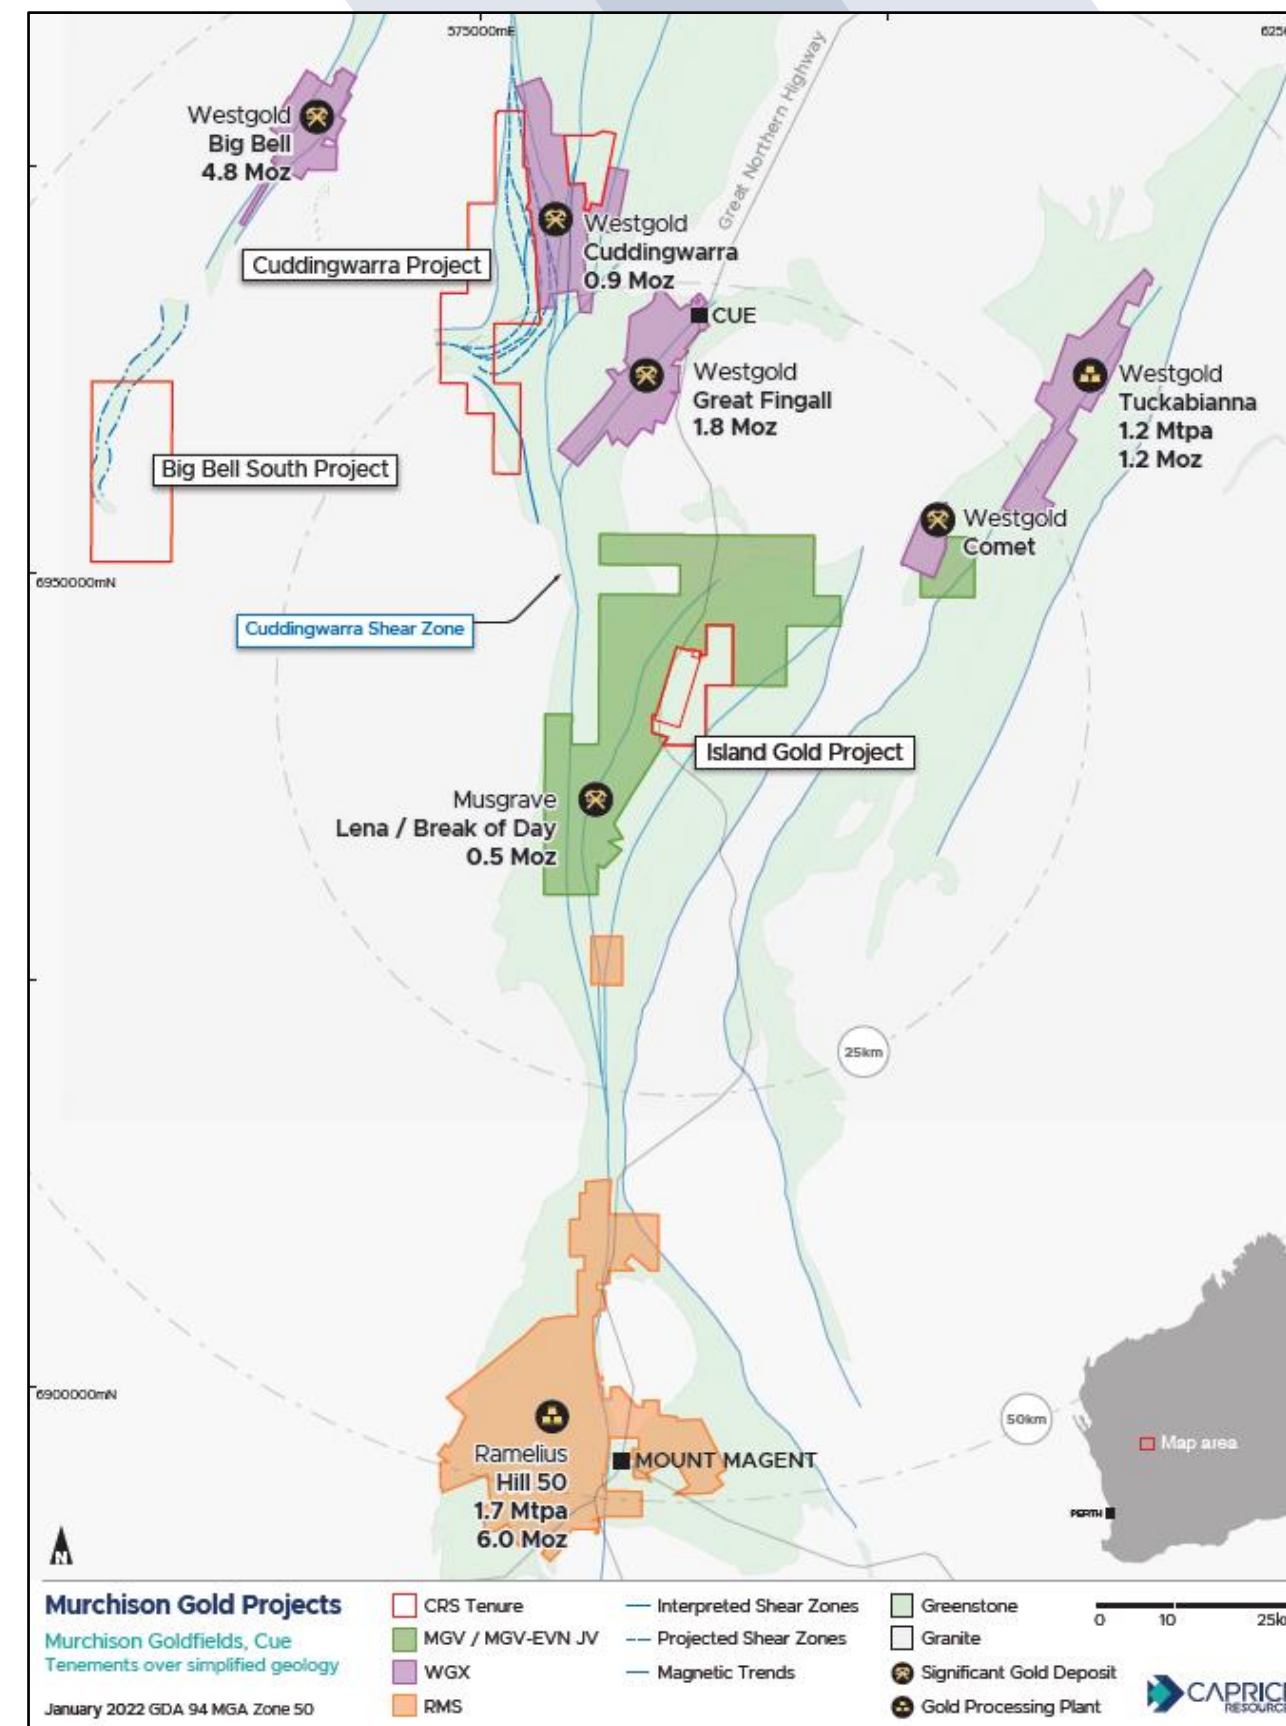 575000mE
Great Northern Highway
Westgold
Big Bell
4.8 Moz
Westgold
Cuddingwarra
0.9 Moz
Cuddingwarra Project
CUE
Westgold
Great Fingall
1.8 Moz
Westgold
Tuckabianna
1.2 Mtpa
1.2 Moz
Big Bell South Project
Westgold
Comet
6950000mN
Cuddingwarra Shear Zone
Island Gold Project
Musgrave
Lena / Break of Day
0.5 Moz
25km
6900000mN
50km
Ramelius
Hill 50
1.7 Mtpa
6.0 Moz
MOUNT MAGENT
Map area
PERTH
N
Murchison Gold Projects
Murchison Goldfields, Cue
Tenements over simplified geology
January 2022 GDA 94 MGA Zone 50
CRS Tenure
MGV / MGV-EVN JV
WGX
RMS
Interpreted Shear Zones
Projected Shear Zones
Magnetic Trends
Greenstone
Granite
Significant Gold Deposit
Gold Processing Plant
0 10 25k